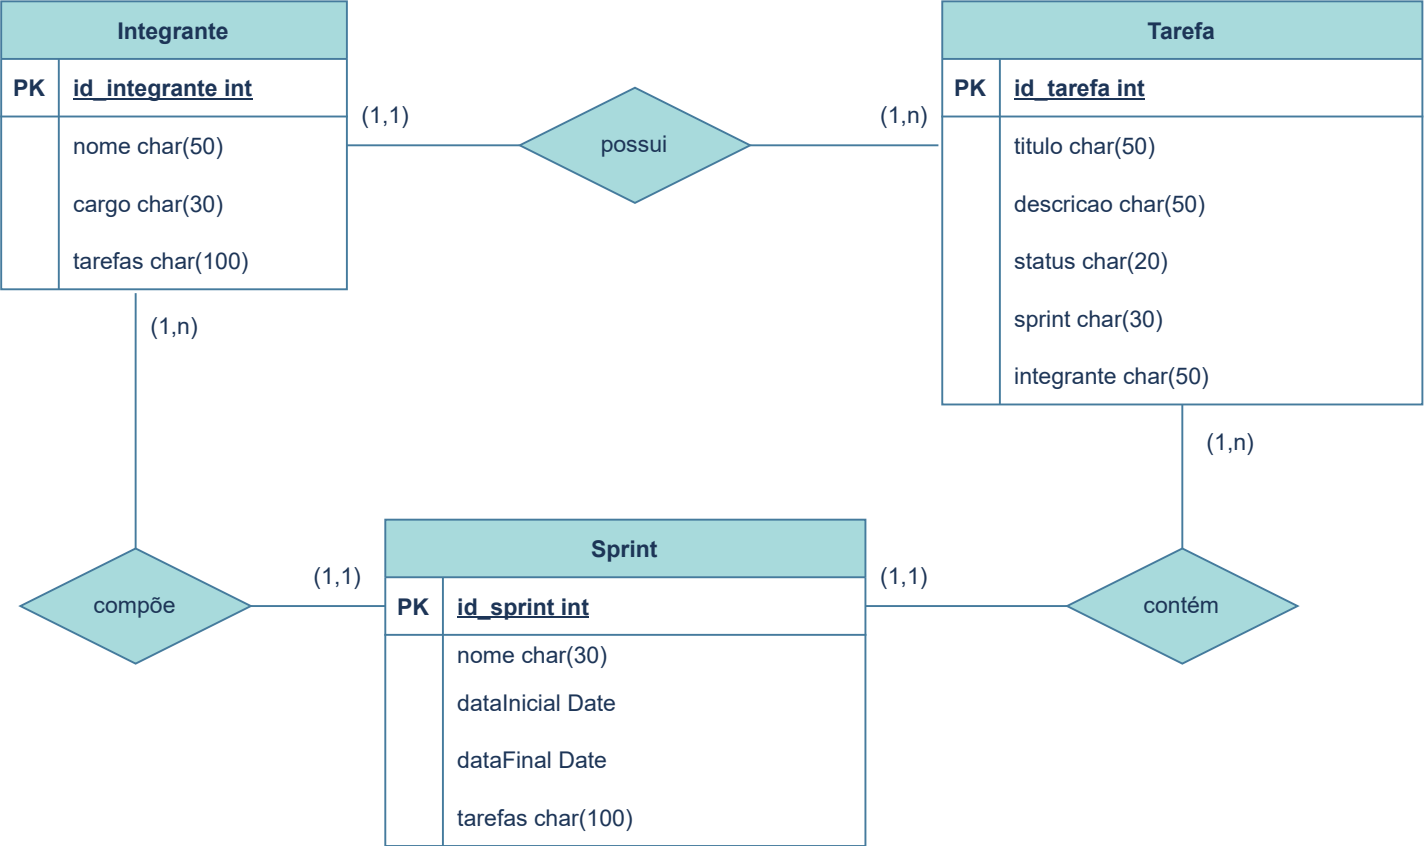 Integrante
PK id_integrante int
nome char(50)
cargo char(30)
tarefas char(100)
(1,1)
possui
(1,n)
Tarefa
PK id_tarefa int
titulo char(50)
descricao char(50)
status char(20)
sprint char(30)
integrante char(50)
(1,n)
(1,n)
compõe
(1,1)
Sprint
PK id_sprint int
nome char(30)
dataInicial Date
dataFinal Date
tarefas char(100)
(1,1)
contém